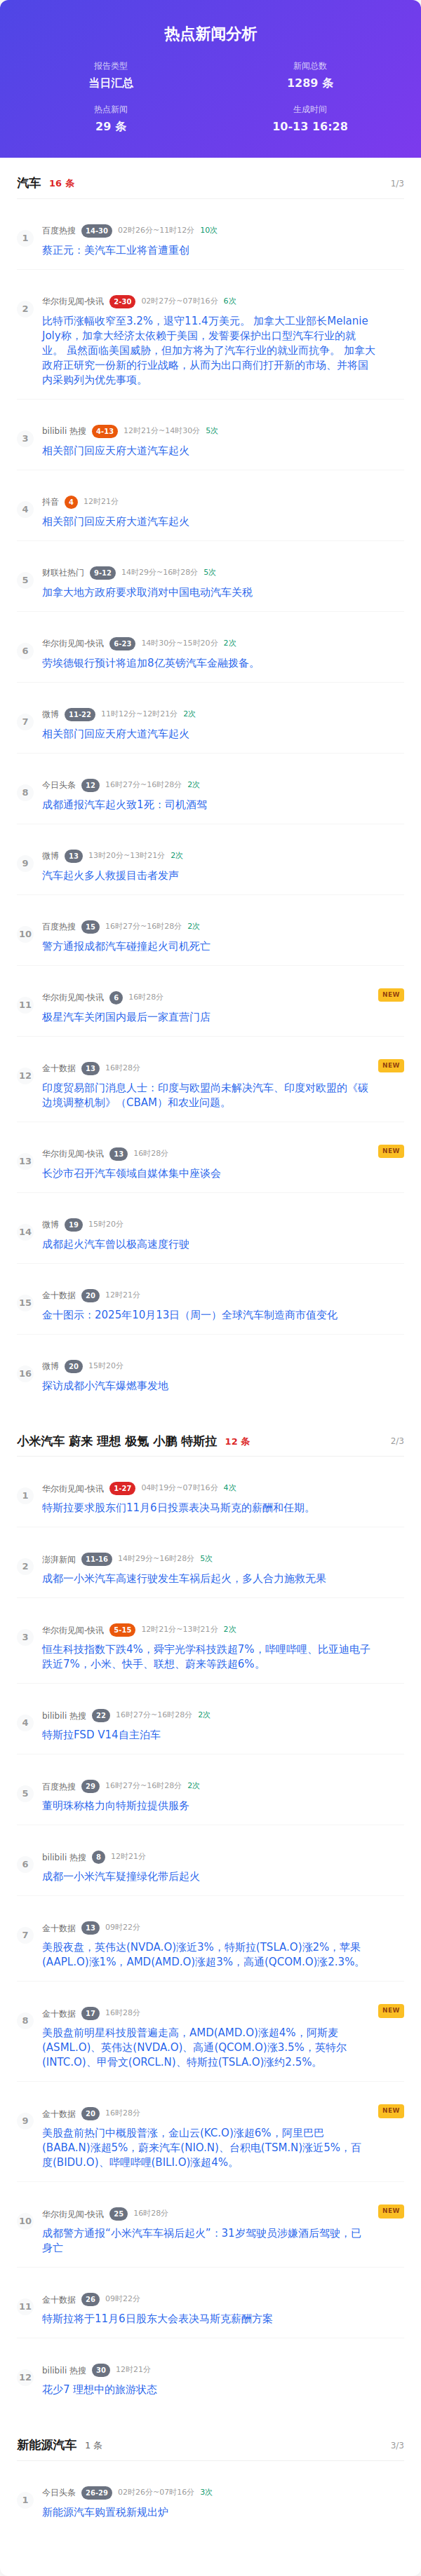 热点新闻分析
报告类型
当日汇总
新闻总数
1289 条
热点新闻
29 条
生成时间
10-13 16:28
汽车 16 条 1/3
1
百度热搜 14-30 02时26分~11时12分 10次
蔡正元：美汽车工业将首遭重创
2
华尔街见闻-快讯 2-30 02时27分~07时16分 6次
比特币涨幅收窄至3.2%，退守11.4万美元。 加拿大工业部长Melanie
Joly称，加拿大经济太依赖于美国，发誓要保护出口型汽车行业的就
业。 虽然面临美国威胁，但加方将为了汽车行业的就业而抗争。 加拿大
政府正研究一份新的行业战略，从而为出口商们打开新的市场、并将国
内采购列为优先事项。
3
bilibili 热搜 4-13 12时21分~14时30分 5次
相关部门回应天府大道汽车起火
4
抖音 4 12时21分
相关部门回应天府大道汽车起火
5
财联社热门 9-12 14时29分~16时28分 5次
加拿大地方政府要求取消对中国电动汽车关税
6
华尔街见闻-快讯 6-23 14时30分~15时20分 2次
劳埃德银行预计将追加8亿英镑汽车金融拨备。
7
微博 11-22 11时12分~12时21分 2次
相关部门回应天府大道汽车起火
8
今日头条 12 16时27分~16时28分 2次
成都通报汽车起火致1死：司机酒驾
9
微博 13 13时20分~13时21分 2次
汽车起火多人救援目击者发声
10
百度热搜 15 16时27分~16时28分 2次
警方通报成都汽车碰撞起火司机死亡
11
华尔街见闻-快讯 6 16时28分 NEW
极星汽车关闭国内最后一家直营门店
12
金十数据 13 16时28分 NEW
印度贸易部门消息人士：印度与欧盟尚未解决汽车、印度对欧盟的《碳
边境调整机制》（CBAM）和农业问题。
13
华尔街见闻-快讯 13 16时28分 NEW
长沙市召开汽车领域自媒体集中座谈会
14
微博 19 15时20分
成都起火汽车曾以极高速度行驶
15
金十数据 20 12时21分
金十图示：2025年10月13日（周一）全球汽车制造商市值变化
16
微博 20 15时20分
探访成都小汽车爆燃事发地
小米汽车 蔚来 理想 极氪 小鹏 特斯拉 12 条 2/3
1
华尔街见闻-快讯 1-27 04时19分~07时16分 4次
特斯拉要求股东们11月6日投票表决马斯克的薪酬和任期。
2
澎湃新闻 11-16 14时29分~16时28分 5次
成都一小米汽车高速行驶发生车祸后起火，多人合力施救无果
3
华尔街见闻-快讯 5-15 12时21分~13时21分 2次
恒生科技指数下跌4%，舜宇光学科技跌超7%，哔哩哔哩、比亚迪电子
跌近7%，小米、快手、联想、蔚来等跌超6%。
4
bilibili 热搜 22 16时27分~16时28分 2次
特斯拉FSD V14自主泊车
5
百度热搜 29 16时27分~16时28分 2次
董明珠称格力向特斯拉提供服务
6
bilibili 热搜 8 12时21分
成都一小米汽车疑撞绿化带后起火
7
金十数据 13 09时22分
美股夜盘，英伟达(NVDA.O)涨近3%，特斯拉(TSLA.O)涨2%，苹果
(AAPL.O)涨1%，AMD(AMD.O)涨超3%，高通(QCOM.O)涨2.3%。
8
金十数据 17 16时28分 NEW
美股盘前明星科技股普遍走高，AMD(AMD.O)涨超4%，阿斯麦
(ASML.O)、英伟达(NVDA.O)、高通(QCOM.O)涨3.5%，英特尔
(INTC.O)、甲骨文(ORCL.N)、特斯拉(TSLA.O)涨约2.5%。
9
金十数据 20 16时28分 NEW
美股盘前热门中概股普涨，金山云(KC.O)涨超6%，阿里巴巴
(BABA.N)涨超5%，蔚来汽车(NIO.N)、台积电(TSM.N)涨近5%，百
度(BIDU.O)、哔哩哔哩(BILI.O)涨超4%。
10
华尔街见闻-快讯 25 16时28分 NEW
成都警方通报“小米汽车车祸后起火”：31岁驾驶员涉嫌酒后驾驶，已
身亡
11
金十数据 26 09时22分
特斯拉将于11月6日股东大会表决马斯克薪酬方案
12
bilibili 热搜 30 12时21分
花少7 理想中的旅游状态
新能源汽车 1 条 3/3
1
今日头条 26-29 02时26分~07时16分 3次
新能源汽车购置税新规出炉